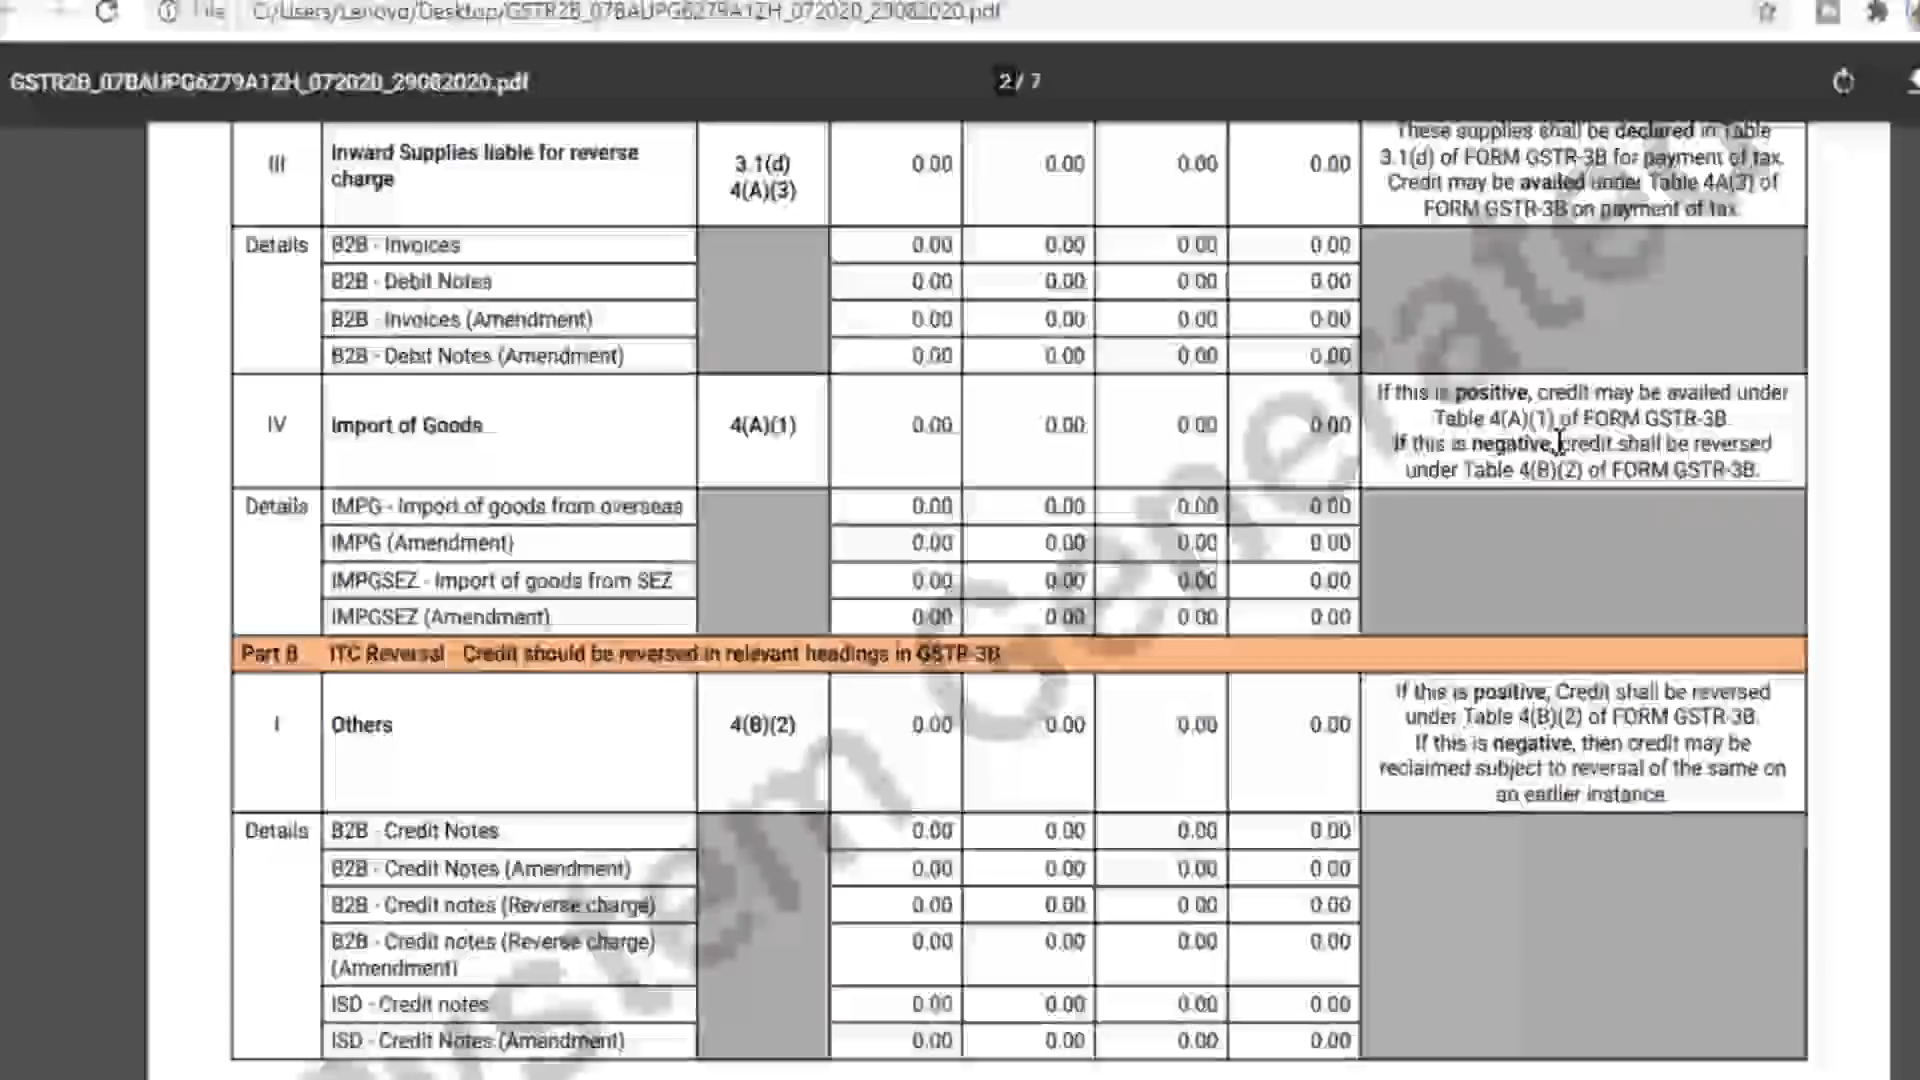 File C:/Users/Lenovo/Desktop/GSTR2B_07BAUPG6279A1ZH_072020_29082020.pdf
GSTR2B_07BAUPG6279A1ZH_072020_29082020.pdf 2 / 7
These supplies shall be declared in Table
III Inward Supplies liable for reverse charge 3.1(d) 4(A)(3) 0.00 0.00 0.00 0.00 3.1(d) of FORM GSTR-3B for payment of tax.
Credit may be availed under Table 4A(3) of
FORM GSTR-3B on payment of tax.
Details B2B - Invoices 0.00 0.00 0.00 0.00
B2B - Debit Notes 0.00 0.00 0.00 0.00
B2B - Invoices (Amendment) 0.00 0.00 0.00 0.00
B2B - Debit Notes (Amendment) 0.00 0.00 0.00 0.00
IV Import of Goods 4(A)(1) 0.00 0.00 0.00 0.00 If this is positive, credit may be availed under
Table 4(A)(1) of FORM GSTR-3B.
If this is negative, credit shall be reversed
under Table 4(B)(2) of FORM GSTR-3B.
Details IMPG - Import of goods from overseas 0.00 0.00 0.00 0.00
IMPG (Amendment) 0.00 0.00 0.00 0.00
IMPGSEZ - Import of goods from SEZ 0.00 0.00 0.00 0.00
IMPGSEZ (Amendment) 0.00 0.00 0.00 0.00
Part B ITC Reversal - Credit should be reversed in relevant headings in GSTR-3B
I Others 4(B)(2) 0.00 0.00 0.00 0.00 If this is positive, Credit shall be reversed
under Table 4(B)(2) of FORM GSTR-3B.
If this is negative, then credit may be
reclaimed subject to reversal of the same on
an earlier instance.
Details B2B - Credit Notes 0.00 0.00 0.00 0.00
B2B - Credit Notes (Amendment) 0.00 0.00 0.00 0.00
B2B - Credit notes (Reverse charge) 0.00 0.00 0.00 0.00
B2B - Credit notes (Reverse charge) 0.00 0.00 0.00 0.00
(Amendment)
ISD - Credit notes 0.00 0.00 0.00 0.00
ISD - Credit Notes (Amendment) 0.00 0.00 0.00 0.00
ystem Generated